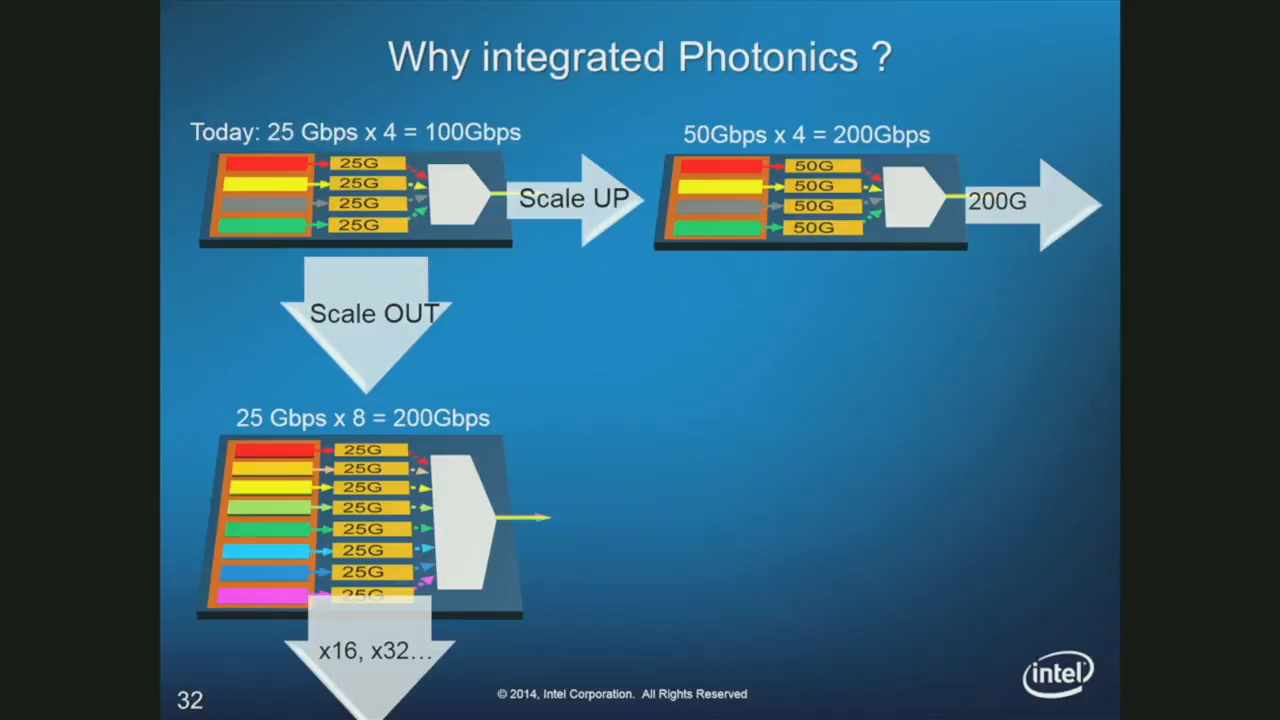 Why integrated Photonics ?
Today: 25 Gbps x 4 = 100Gbps
25G
25G
25G
25G
Scale UP
50Gbps x 4 = 200Gbps
50G
50G
50G
50G
200G
Scale OUT
25 Gbps x 8 = 200Gbps
25G
25G
25G
25G
25G
25G
25G
25G
x16, x32…
32
© 2014, Intel Corporation. All Rights Reserved
intel